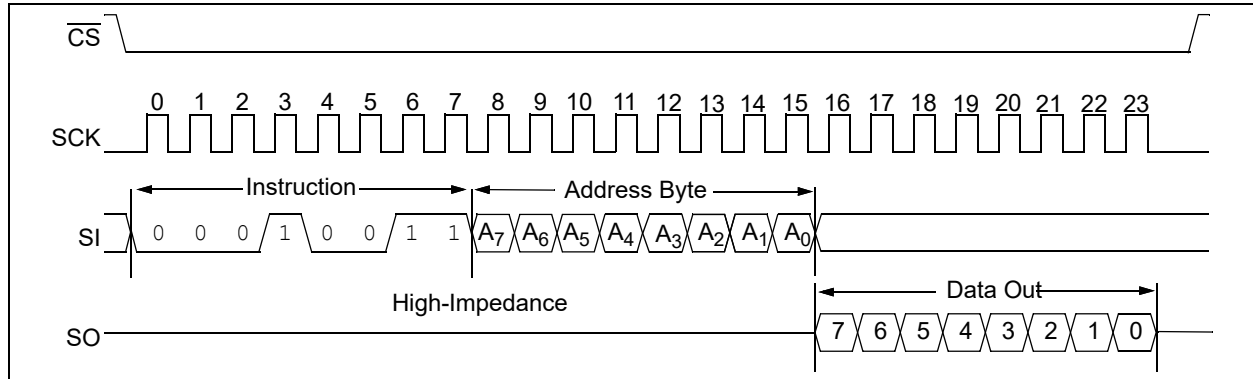 CS
0 1 2 3 4 5 6 7 8 9 10 11 12 13 14 15 16 17 18 19 20 21 22 23
SCK
Instruction Address Byte
SI 0 0 0 1 0 0 1 1 A7 A6 A5 A4 A3 A2 A1 A0
High-Impedance Data Out
SO 7 6 5 4 3 2 1 0